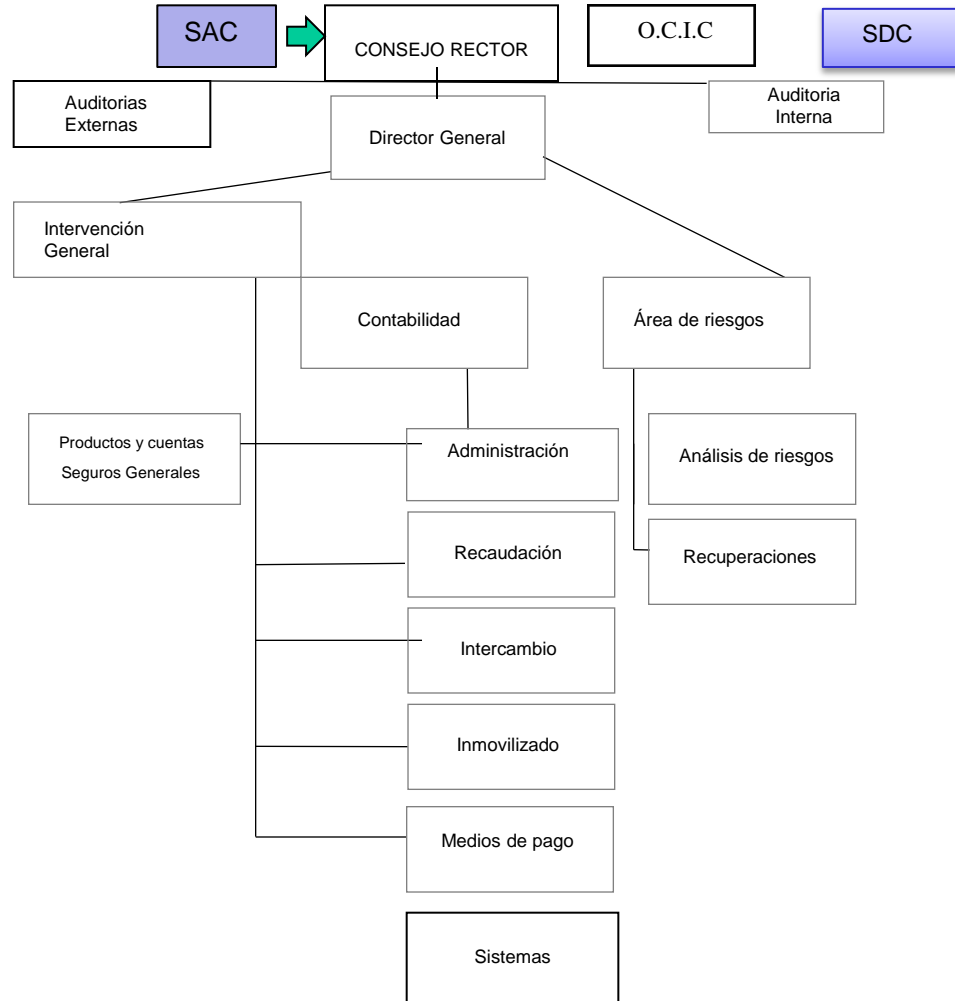 SAC
CONSEJO RECTOR
O.C.I.C
SDC
Auditorias
Externas
Auditoria
Interna
Director General
Intervención
General
Contabilidad
Área de riesgos
Productos y cuentas
Seguros Generales
Administración
Análisis de riesgos
Recaudación
Recuperaciones
Intercambio
Inmovilizado
Medios de pago
Sistemas